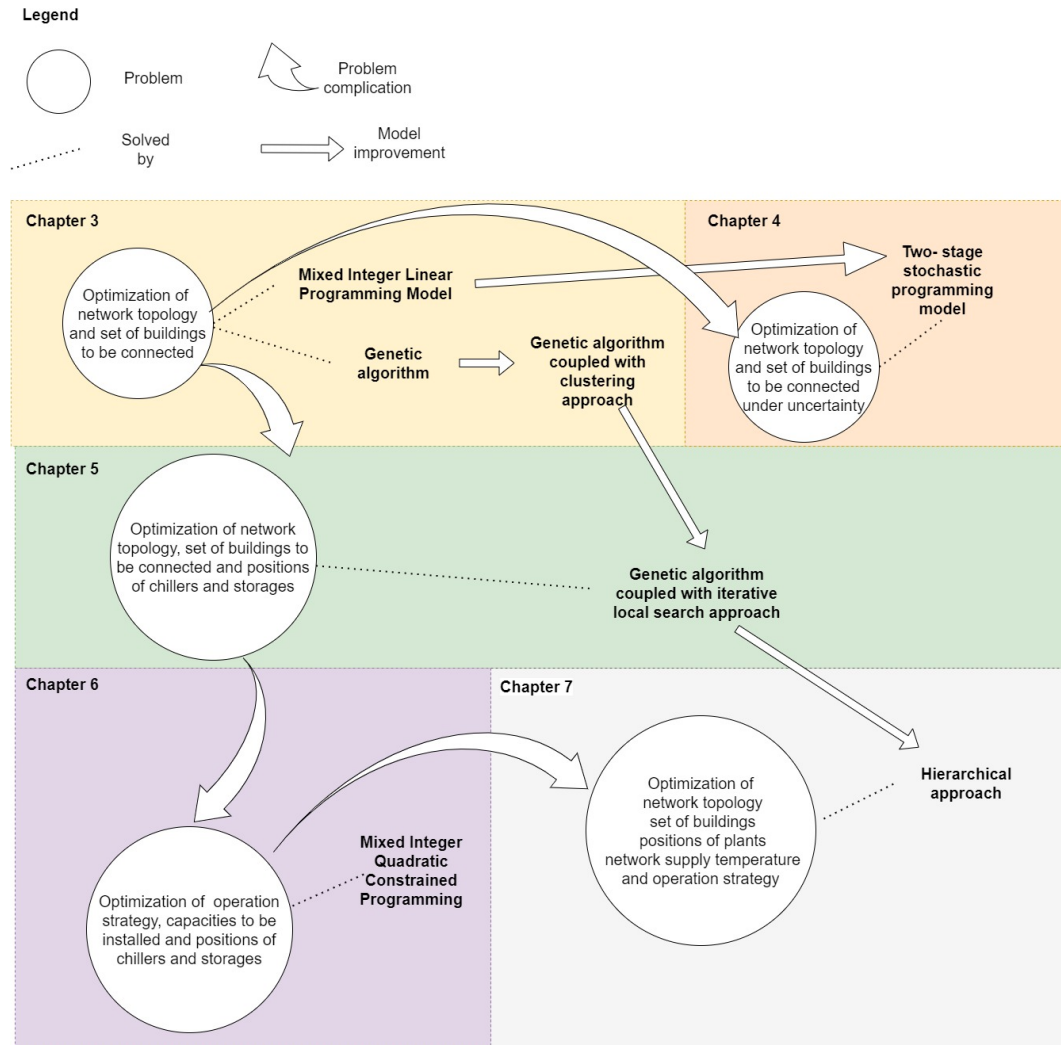 Legend
Problem
Problem
complication
Solved
by
Model
improvement
Chapter 3
Optimization of
network topology
and set of buildings
to be connected
Mixed Integer Linear
Programming Model
Genetic
algorithm
Genetic algorithm
coupled with
clustering
approach
Chapter 4
Two- stage
stochastic
programming
model
Optimization of
network topology
and set of buildings
to be connected
under uncertainty
Chapter 5
Optimization of network
topology, set of buildings to
be connected and positions
of chillers and storages
Genetic algorithm
coupled with iterative
local search approach
Chapter 6
Optimization of operation
strategy, capacities to be
installed and positions of
chillers and storages
Mixed Integer
Quadratic
Constrained
Programming
Chapter 7
Optimization of
network topology
set of buildings
positions of plants
network supply temperature
and operation strategy
Hierarchical
approach